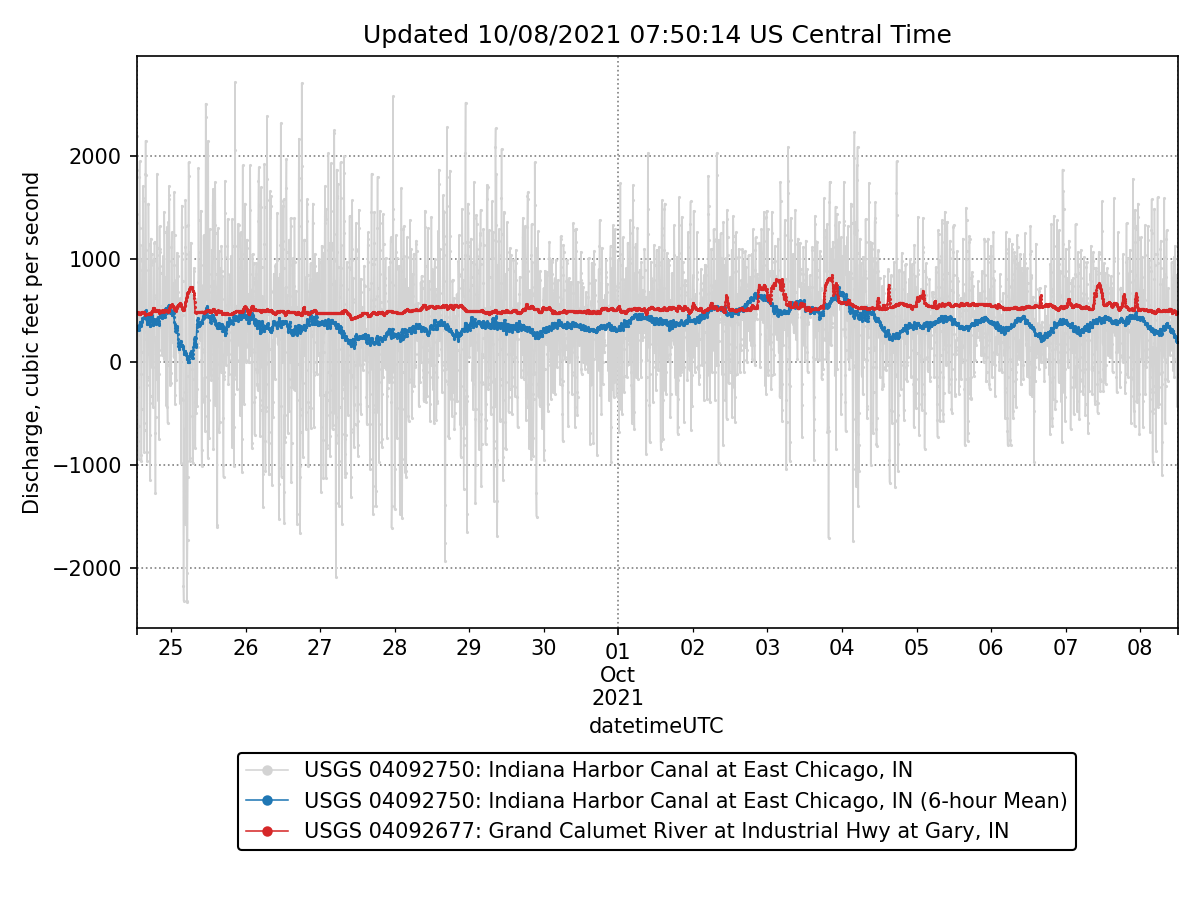 Updated 10/08/2021 07:50:14 US Central Time
Discharge, cubic feet per second
2000
1000
0
−1000
−2000
25 26 27 28 29 30 01 02 03 04 05 06 07 08
Oct
2021
datetimeUTC
USGS 04092750: Indiana Harbor Canal at East Chicago, IN
USGS 04092750: Indiana Harbor Canal at East Chicago, IN (6-hour Mean)
USGS 04092677: Grand Calumet River at Industrial Hwy at Gary, IN